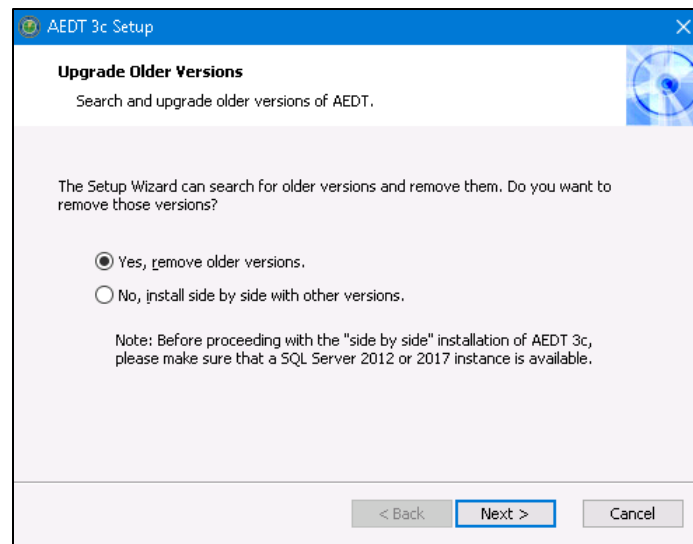 AEDT 3c Setup
Upgrade Older Versions
Search and upgrade older versions of AEDT.
The Setup Wizard can search for older versions and remove them. Do you want to
remove those versions?
Yes, remove older versions.
No, install side by side with other versions.
Note: Before proceeding with the "side by side" installation of AEDT 3c,
please make sure that a SQL Server 2012 or 2017 instance is available.
< Back Next > Cancel